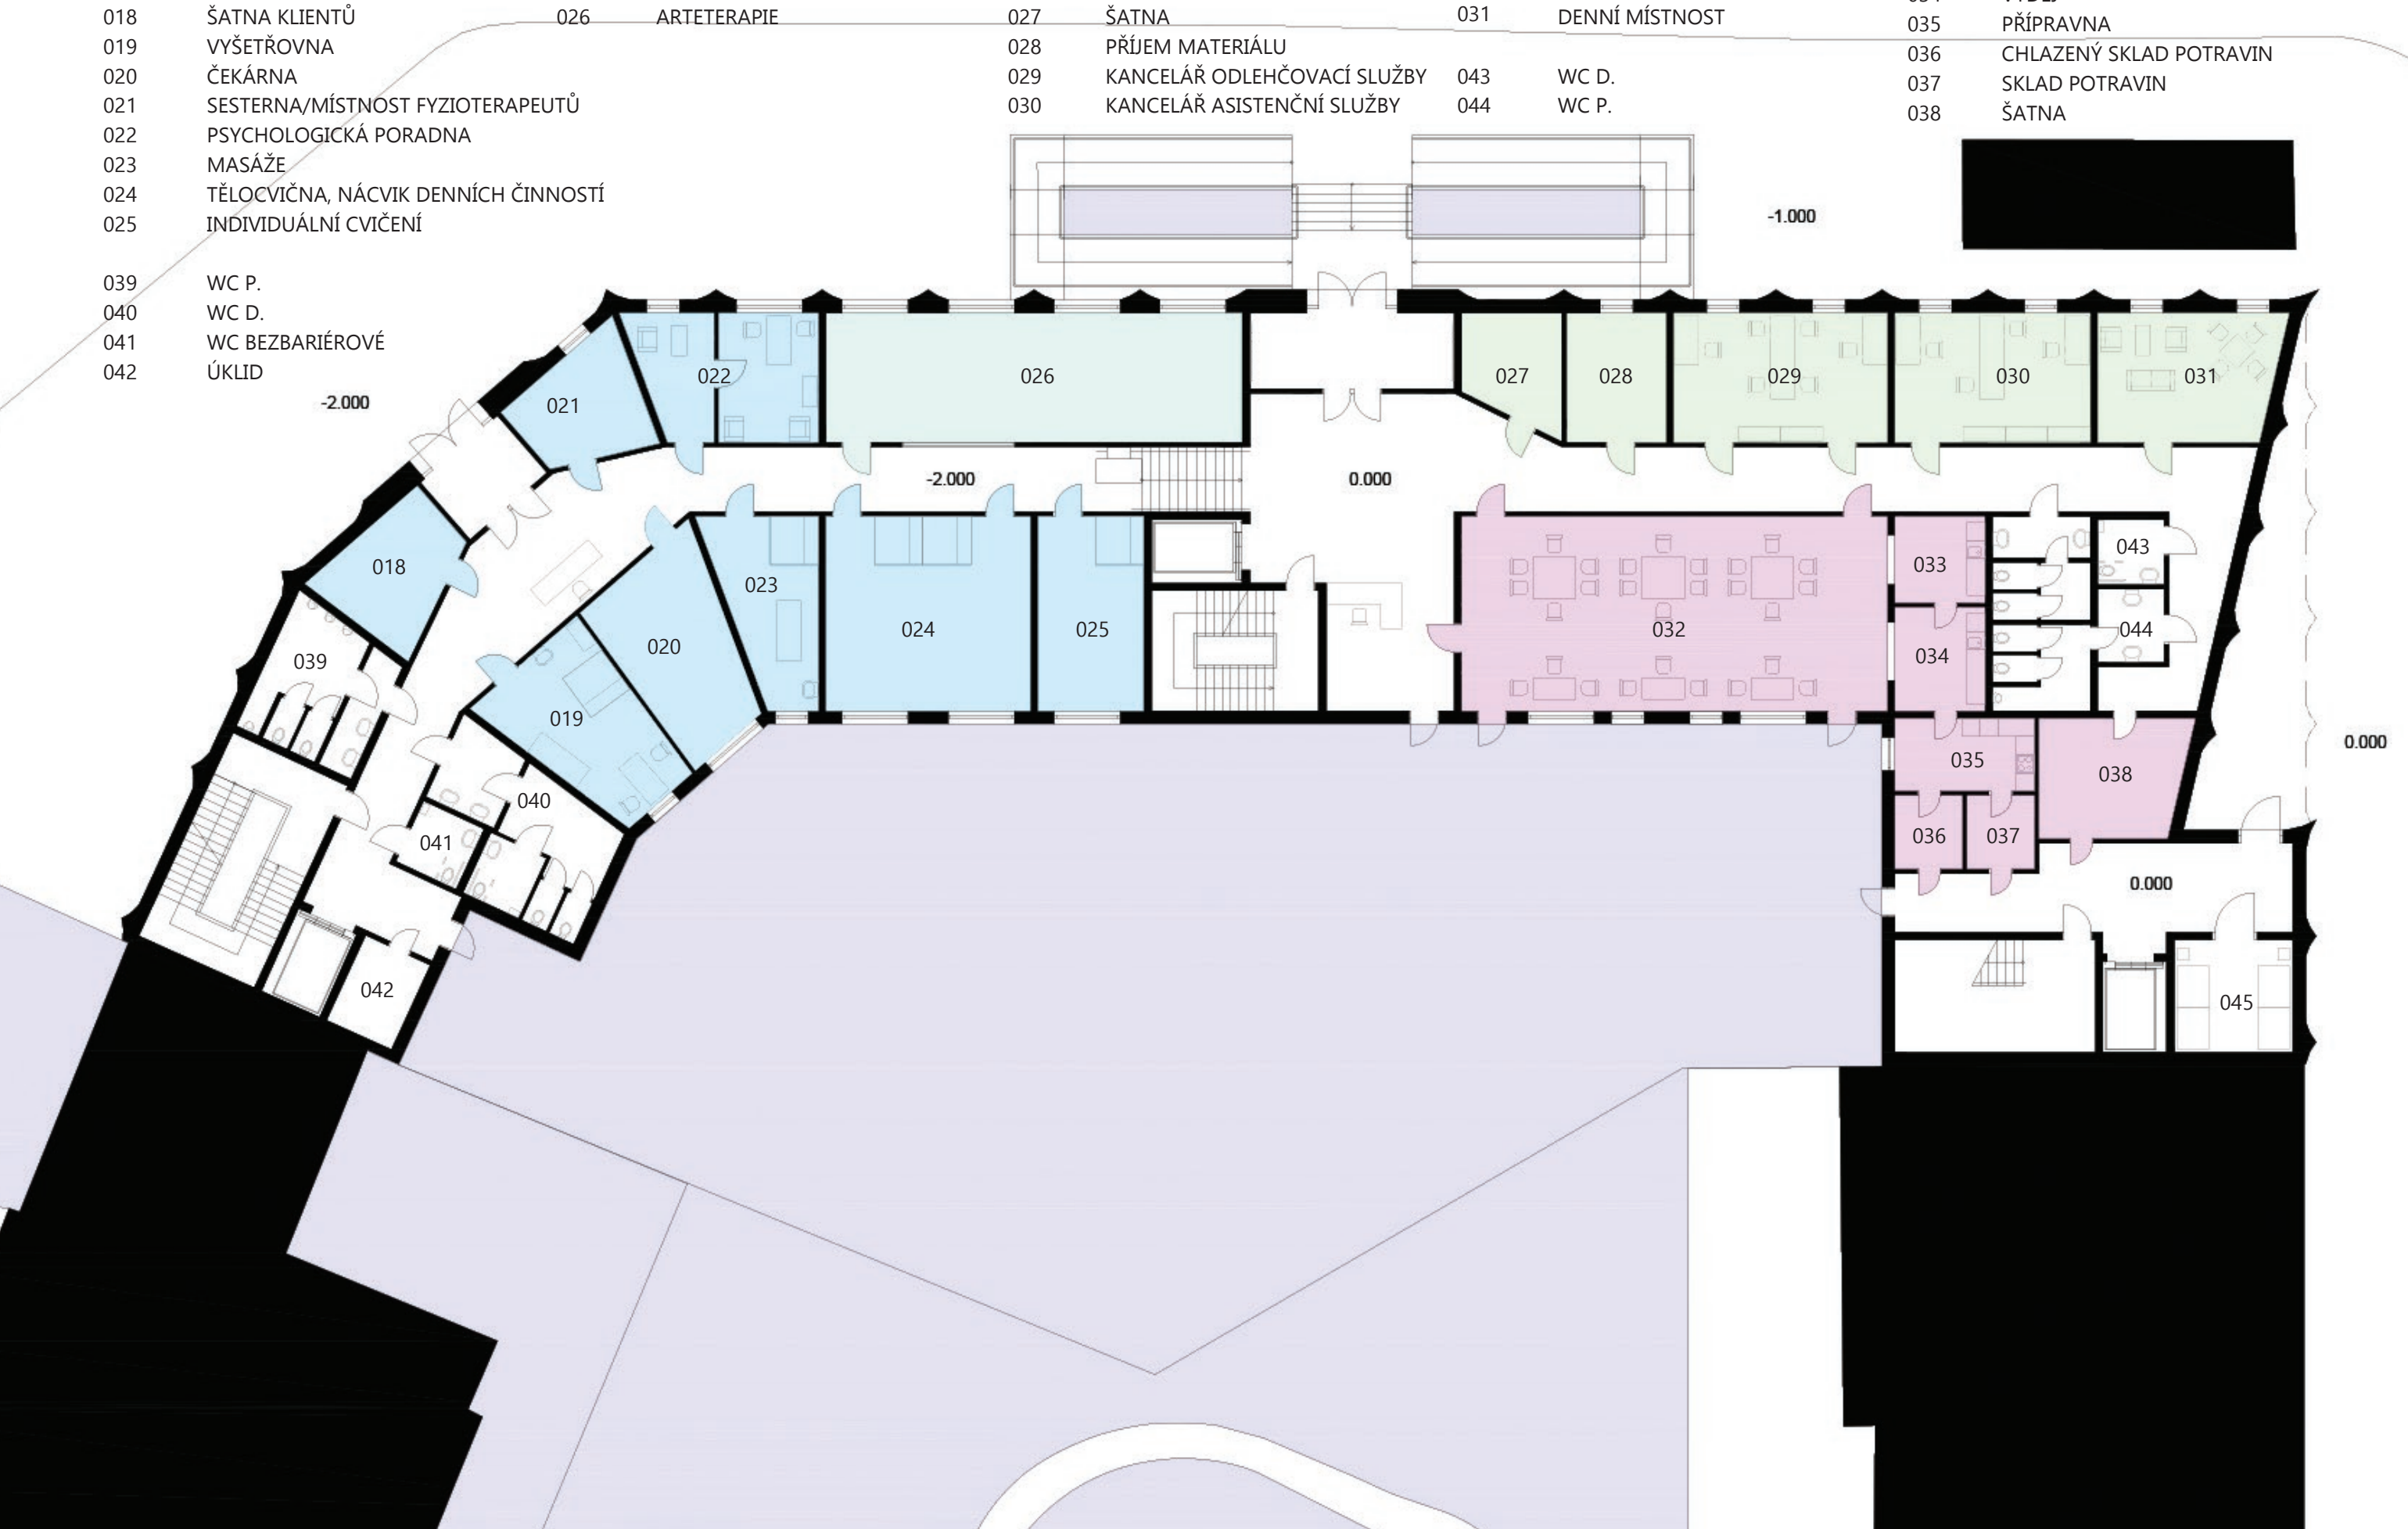 018 ŠATNA KLIENTŮ
019 VYŠETŘOVNA
020 ČEKÁRNA
021 SESTERNA/MÍSTNOST FYZIOTERAPEUTŮ
022 PSYCHOLOGICKÁ PORADNA
023 MASÁŽE
024 TĚLOCVIČNA, NÁCVIK DENNÍCH ČINNOSTÍ
025 INDIVIDUÁLNÍ CVIČENÍ
039 WC P.
040 WC D.
041 WC BEZBARIÉROVÉ
042 ÚKLID
026 ARTETERAPIE
027 ŠATNA
028 PŘÍJEM MATERIÁLU
029 KANCELÁŘ ODLEHČOVACÍ SLUŽBY
030 KANCELÁŘ ASISTENČNÍ SLUŽBY
031 DENNÍ MÍSTNOST
043 WC D.
044 WC P.
035 PŘÍPRAVNA
036 CHLAZENÝ SKLAD POTRAVIN
037 SKLAD POTRAVIN
038 ŠATNA
-1.000
-2.000
021
022
026
027
028
029
030
031
-2.000
0.000
018
023
024
025
020
019
032
033
034
043
044
039
040
041
042
035
038
036
037
0.000
0.000
045